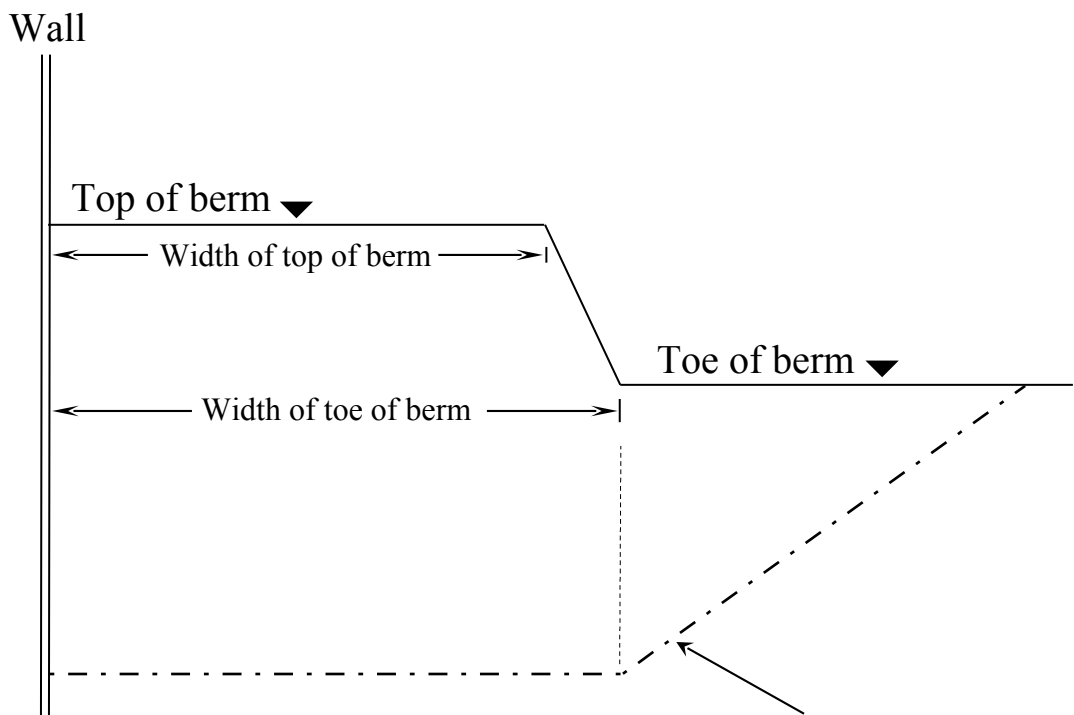 Wall
Top of berm
Width of top of berm
Toe of berm
Width of toe of berm